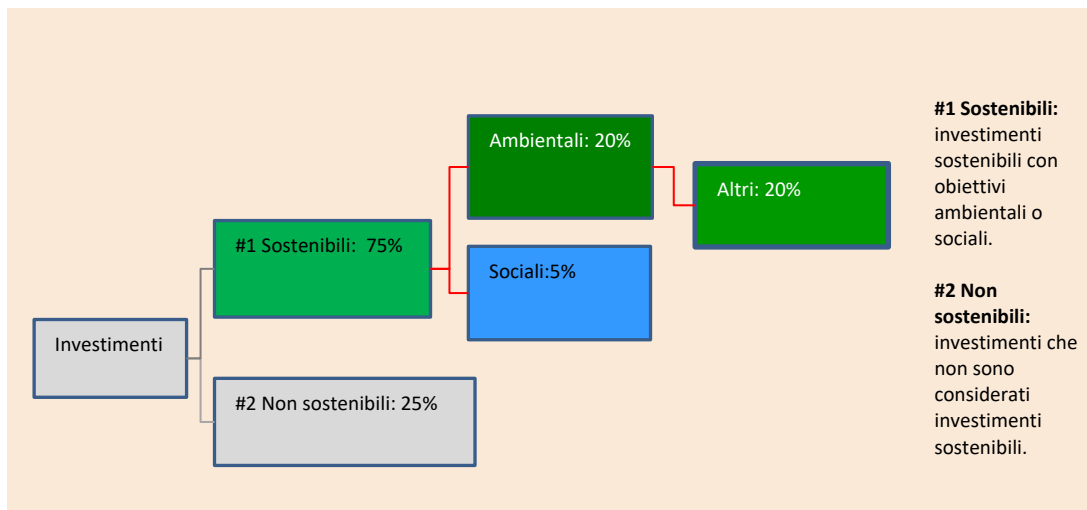 Ambientali: 20%
Altri: 20%
#1 Sostenibili:  75%
Sociali:5%
Investimenti
#2 Non sostenibili: 25%
#1 Sostenibili:
investimenti
sostenibili con
obiettivi
ambientali o
sociali.
#2 Non
sostenibili:
investimenti che
non sono
considerati
investimenti
sostenibili.